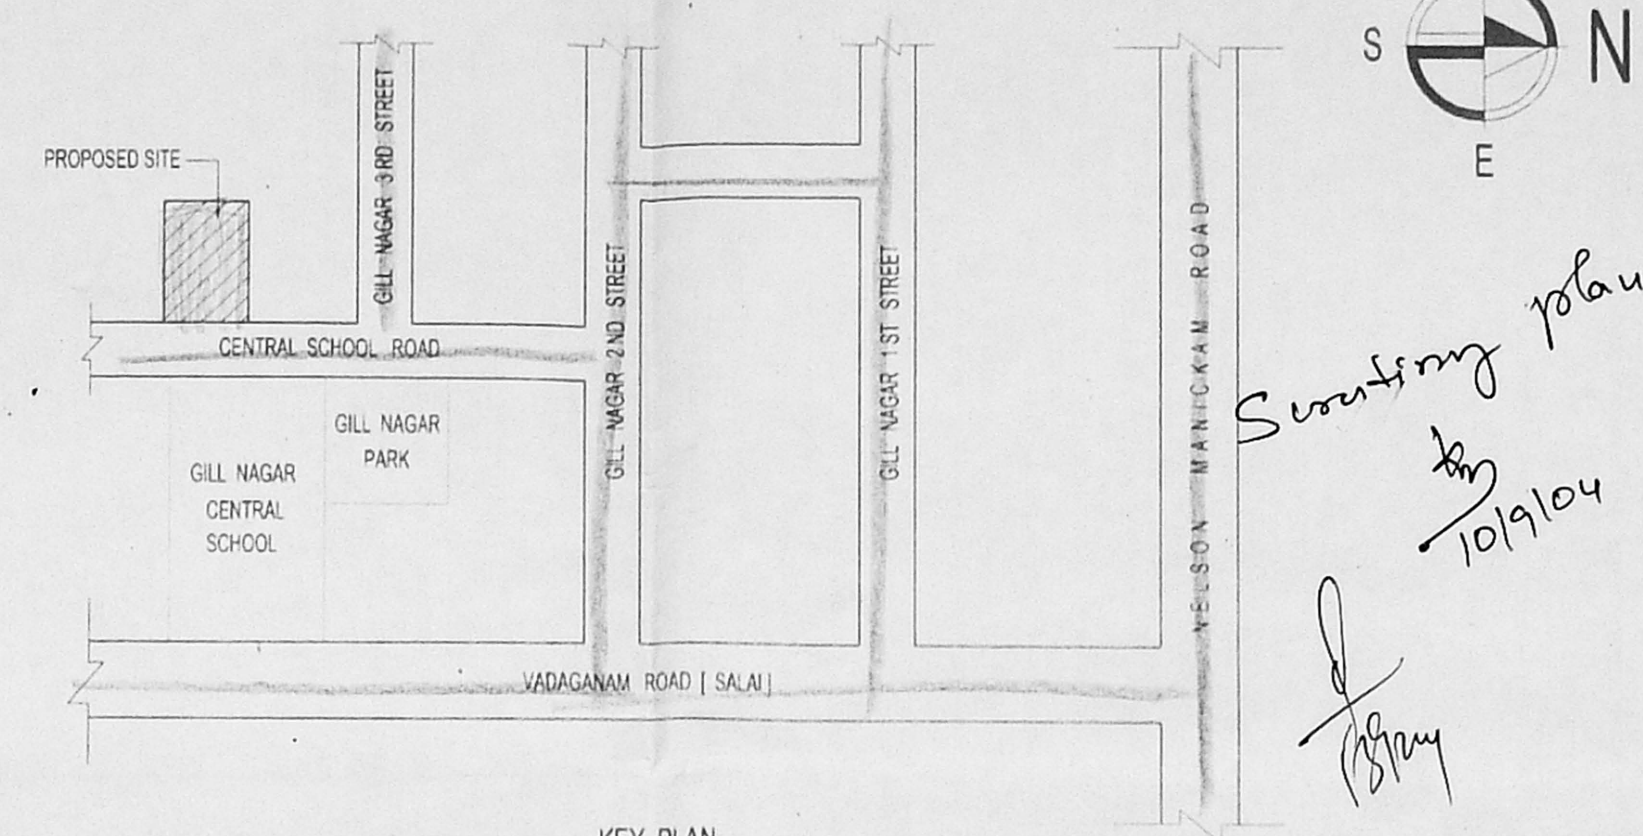 S
N
E
PROPOSED SITE
GILL NAGAR 3RD STREET
GILL NAGAR 2ND STREET
GILL NAGAR 1ST STREET
NELSON MANICKAM ROAD
CENTRAL SCHOOL ROAD
GILL NAGAR
PARK
GILL NAGAR
CENTRAL
SCHOOL
VADAGANAM ROAD [ SALAI ]
Scrutiny plan
10/9/04
KEY PLAN